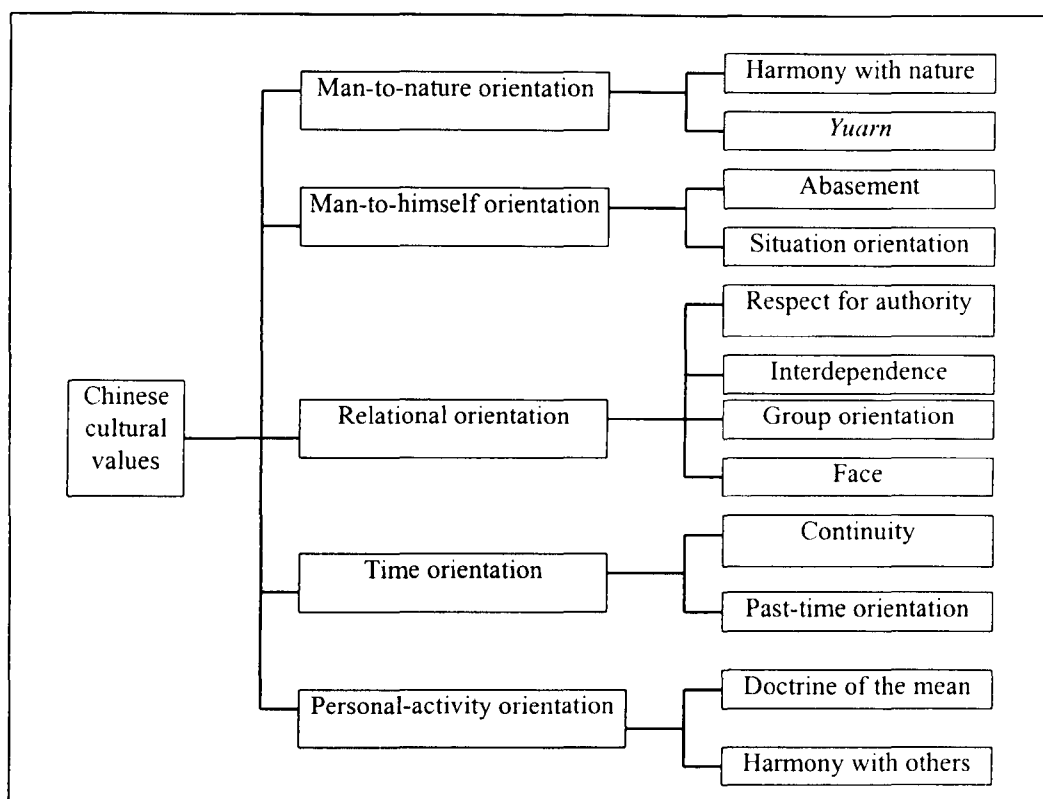 Man-to-nature orientation
Harmony with nature
Yuarn
Man-to-himself orientation
Abasement
Situation orientation
Chinese
cultural
values
Relational orientation
Respect for authority
Interdependence
Group orientation
Face
Time orientation
Continuity
Past-time orientation
Personal-activity orientation
Doctrine of the mean
Harmony with others